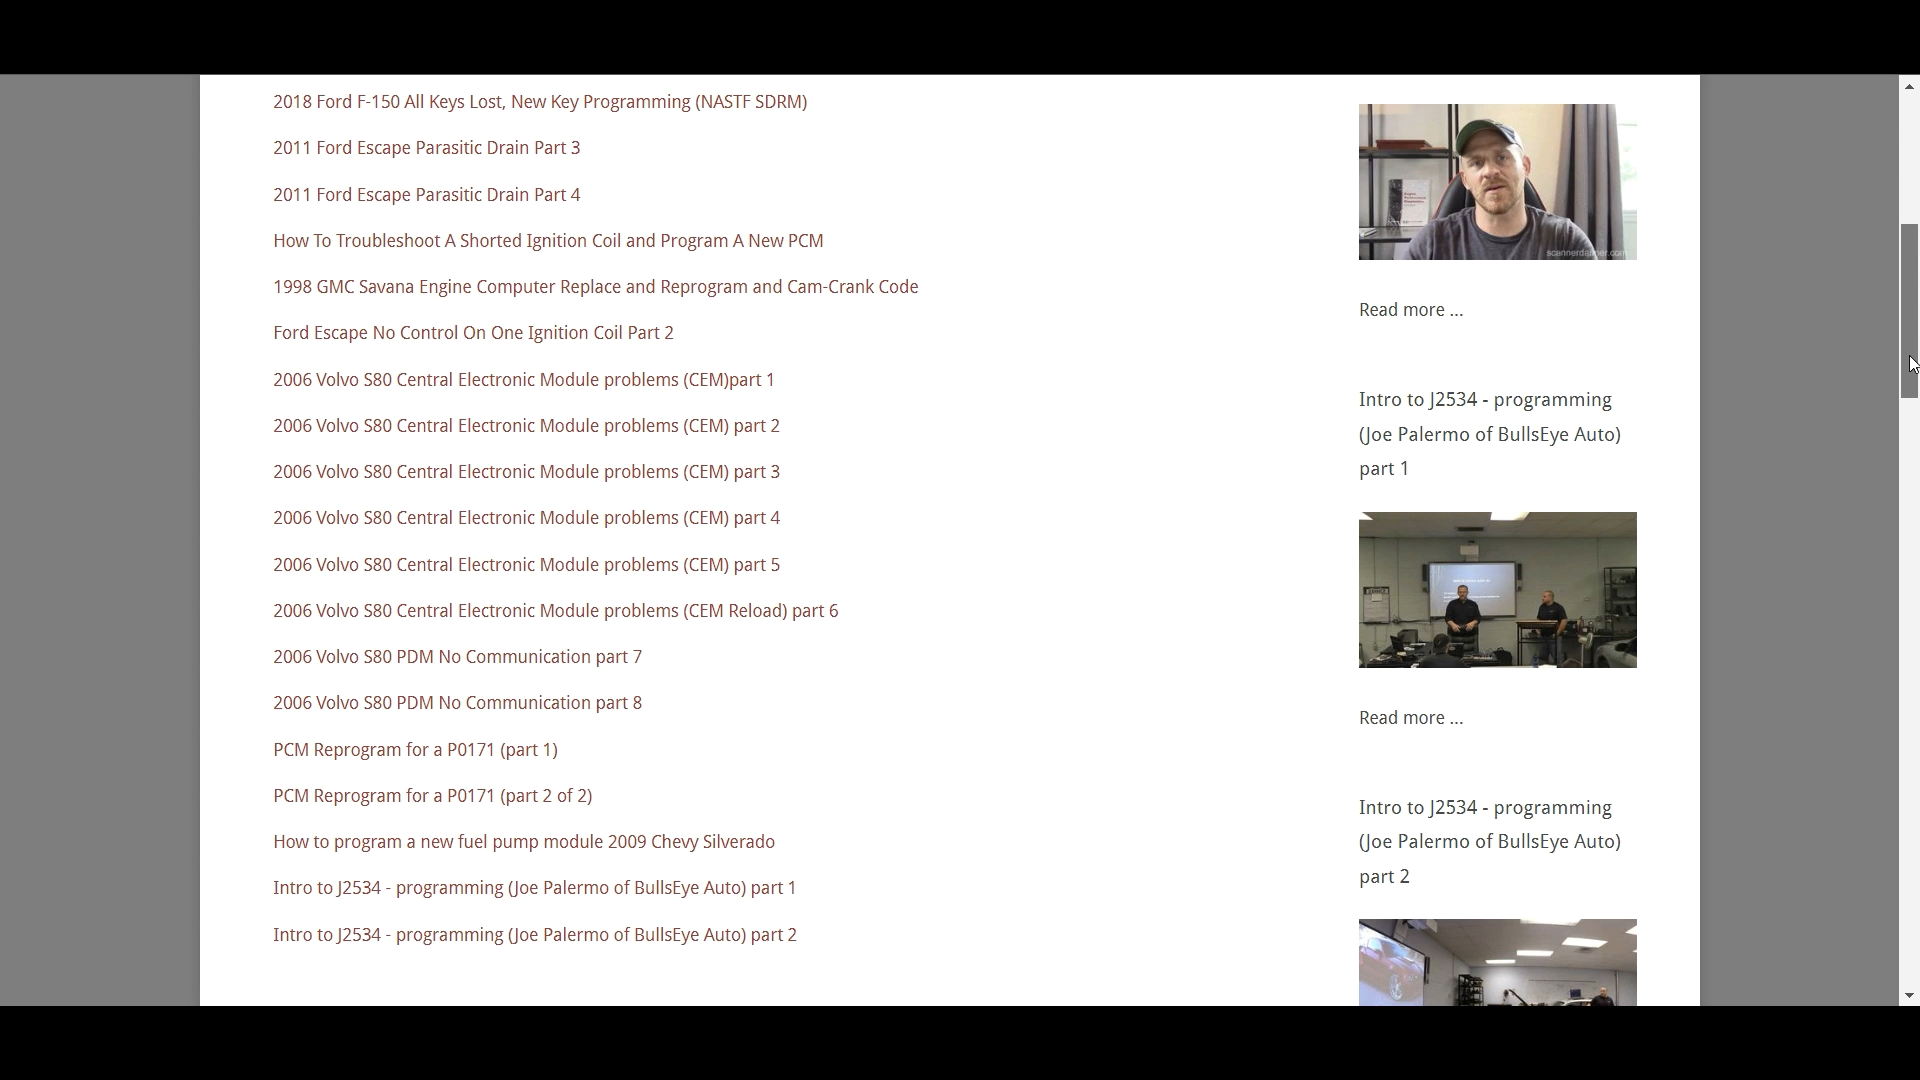 2018 Ford F-150 All Keys Lost, New Key Programming (NASTF SDRM)
2011 Ford Escape Parasitic Drain Part 3
2011 Ford Escape Parasitic Drain Part 4
How To Troubleshoot A Shorted Ignition Coil and Program A New PCM
1998 GMC Savana Engine Computer Replace and Reprogram and Cam-Crank Code
Ford Escape No Control On One Ignition Coil Part 2
2006 Volvo S80 Central Electronic Module problems (CEM)part 1
2006 Volvo S80 Central Electronic Module problems (CEM) part 2
2006 Volvo S80 Central Electronic Module problems (CEM) part 3
2006 Volvo S80 Central Electronic Module problems (CEM) part 4
2006 Volvo S80 Central Electronic Module problems (CEM) part 5
2006 Volvo S80 Central Electronic Module problems (CEM Reload) part 6
2006 Volvo S80 PDM No Communication part 7
2006 Volvo S80 PDM No Communication part 8
PCM Reprogram for a P0171 (part 1)
PCM Reprogram for a P0171 (part 2 of 2)
How to program a new fuel pump module 2009 Chevy Silverado
Intro to J2534 - programming (Joe Palermo of BullsEye Auto) part 1
Intro to J2534 - programming (Joe Palermo of BullsEye Auto) part 2
scannerdanner.com
Read more ...
Intro to J2534 - programming
(Joe Palermo of BullsEye Auto)
part 1
Read more ...
Intro to J2534 - programming
(Joe Palermo of BullsEye Auto)
part 2